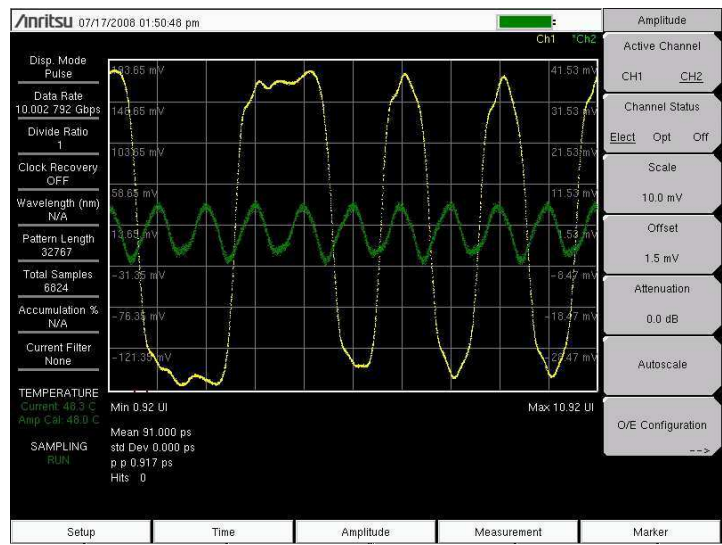 Anritsu 07/17/2008 01:50:48 pm
Ch1 *Ch2
Disp. Mode
Pulse
Data Rate
10.002 792 Gbps
Divide Ratio
1
Clock Recovery
OFF
Wavelength (nm)
N/A
Pattern Length
32767
Total Samples
6824
Accumulation %
N/A
Current Filter
None
TEMPERATURE
Current: 48.3 C
Amp Cal: 48.0 C
SAMPLING
RUN
193.65 mV
148.65 mV
103.65 mV
58.65 mV
13.65 mV
-31.35 mV
-76.35 mV
-121.35 mV
41.53 mV
31.53 mV
21.53 mV
11.53 mV
1.53 mV
-8.47 mV
-18.47 mV
-28.47 mV
Min 0.92 UI
Max 10.92 UI
Mean 91.000 ps
std Dev 0.000 ps
p p 0.917 ps
Hits 0
Amplitude
Active Channel
CH1 CH2
Channel Status
Elect Opt Off
Scale
10.0 mV
Offset
1.5 mV
Attenuation
0.0 dB
Autoscale
O/E Configuration
-->
Setup
Time
Amplitude
Measurement
Marker